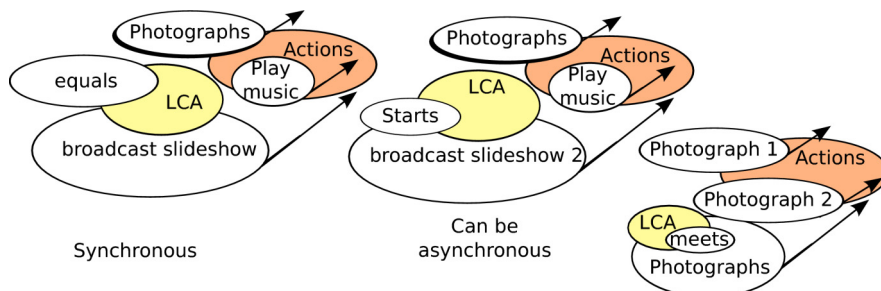 Photographs
Actions
equals
Play
music
LCA
broadcast slideshow
Synchronous
Photographs
Actions
LCA
Play
music
Starts
broadcast slideshow 2
Can be
asynchronous
Photograph 1
Actions
Photograph 2
LCA
meets
Photographs